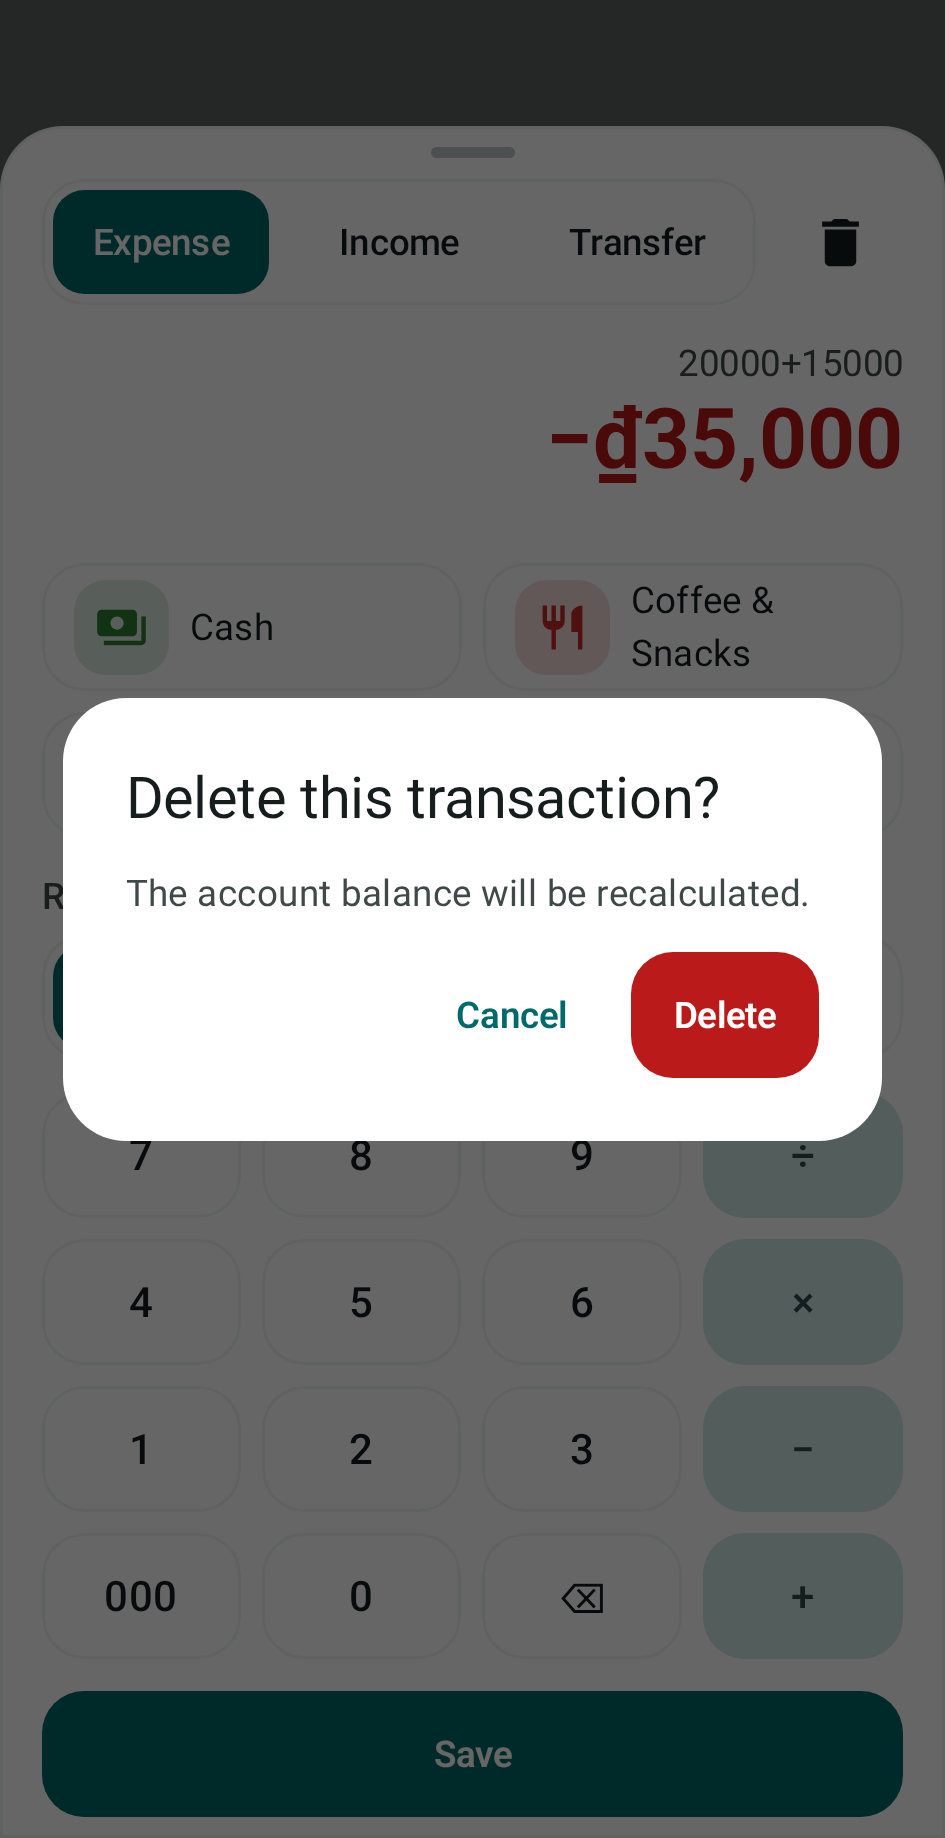 Expense
Income
Transfer
20000+15000
−₫35,000
Cash
Coffee &
Snacks
Delete this transaction?
The account balance will be recalculated.
Cancel
Delete
7
8
9
÷
4
5
6
×
1
2
3
−
000
0
+
Save